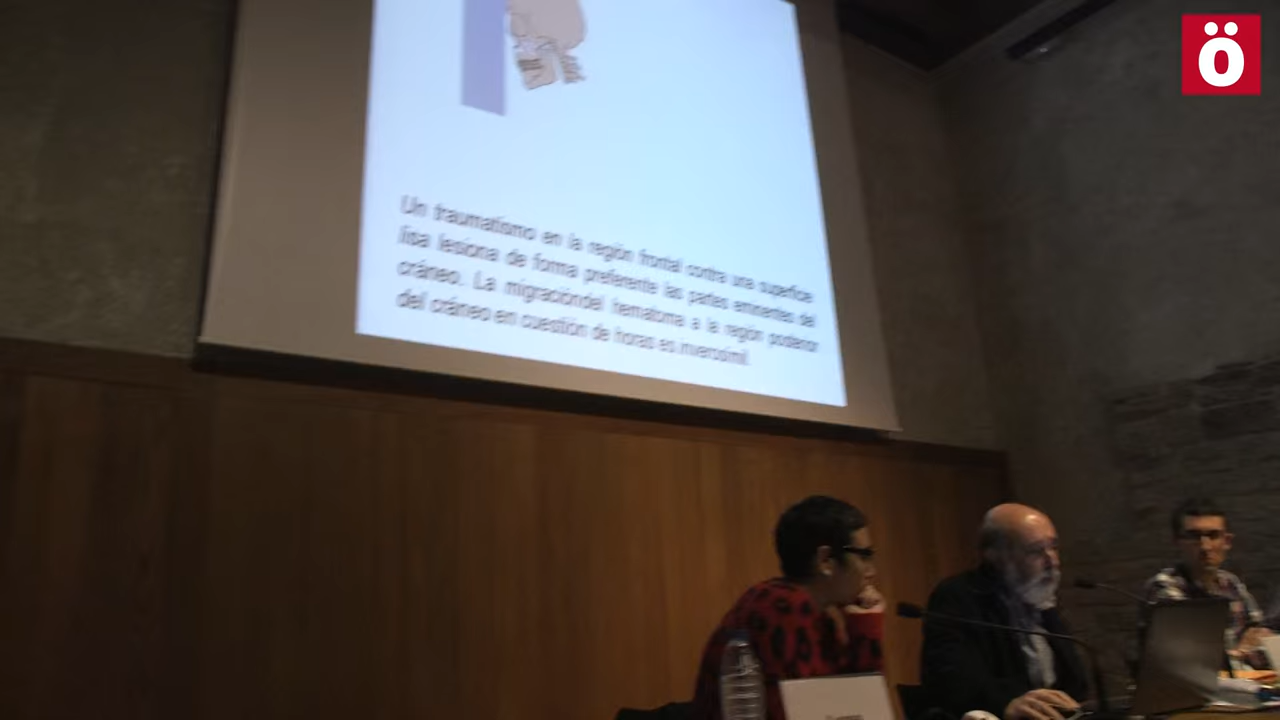 ö
Un traumatismo en la región frontal contra una superficie
lisa lesiona de forma preferente las partes eminentes del
cráneo. La migracióndel hematoma a la región posterior
del cráneo en cuestión de horas es inverosímil.